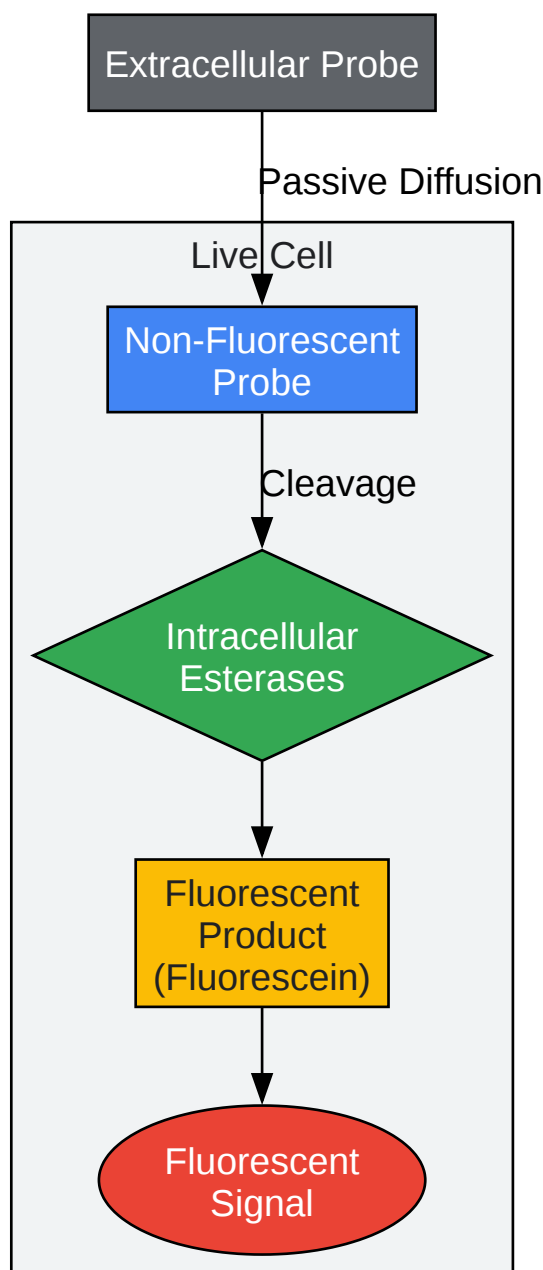 Extracellular Probe
Passive Diffusion
Live Cell
Non-Fluorescent
Probe
Cleavage
Intracellular
Esterases
Fluorescent
Product
(Fluorescein)
Fluorescent
Signal